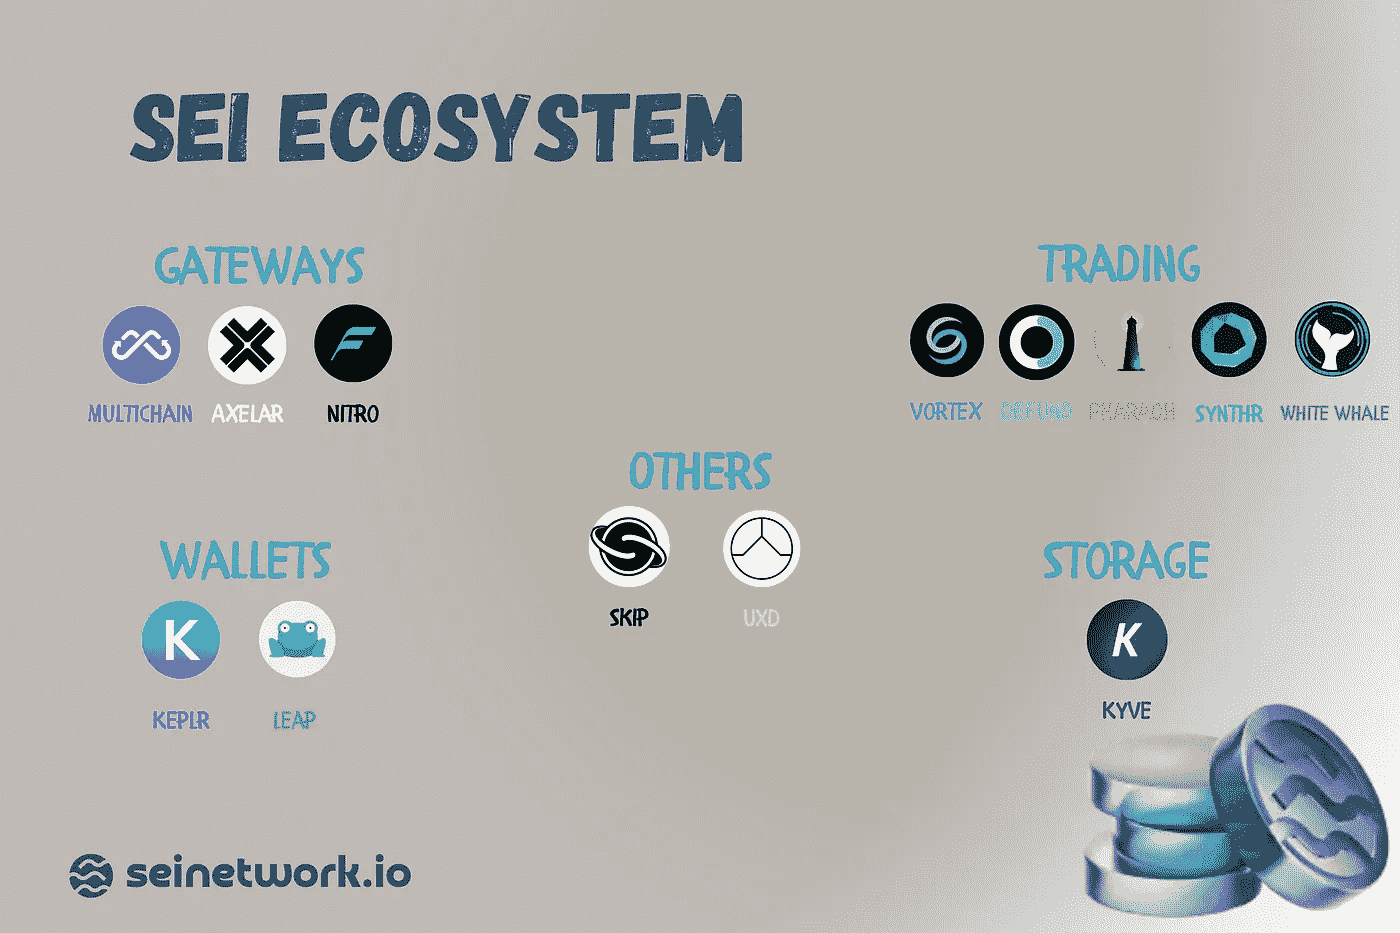 SEI ECOSYSTEM
GATEWAYS
MULTICHAIN AXELAR NITRO
TRADING
VORTEX DEFUND PHARAOH SYNTHR WHITE WHALE
OTHERS
SKIP UXD
WALLETS
K
KEPLR LEAP
STORAGE
K
KYVE
seinetwork.io